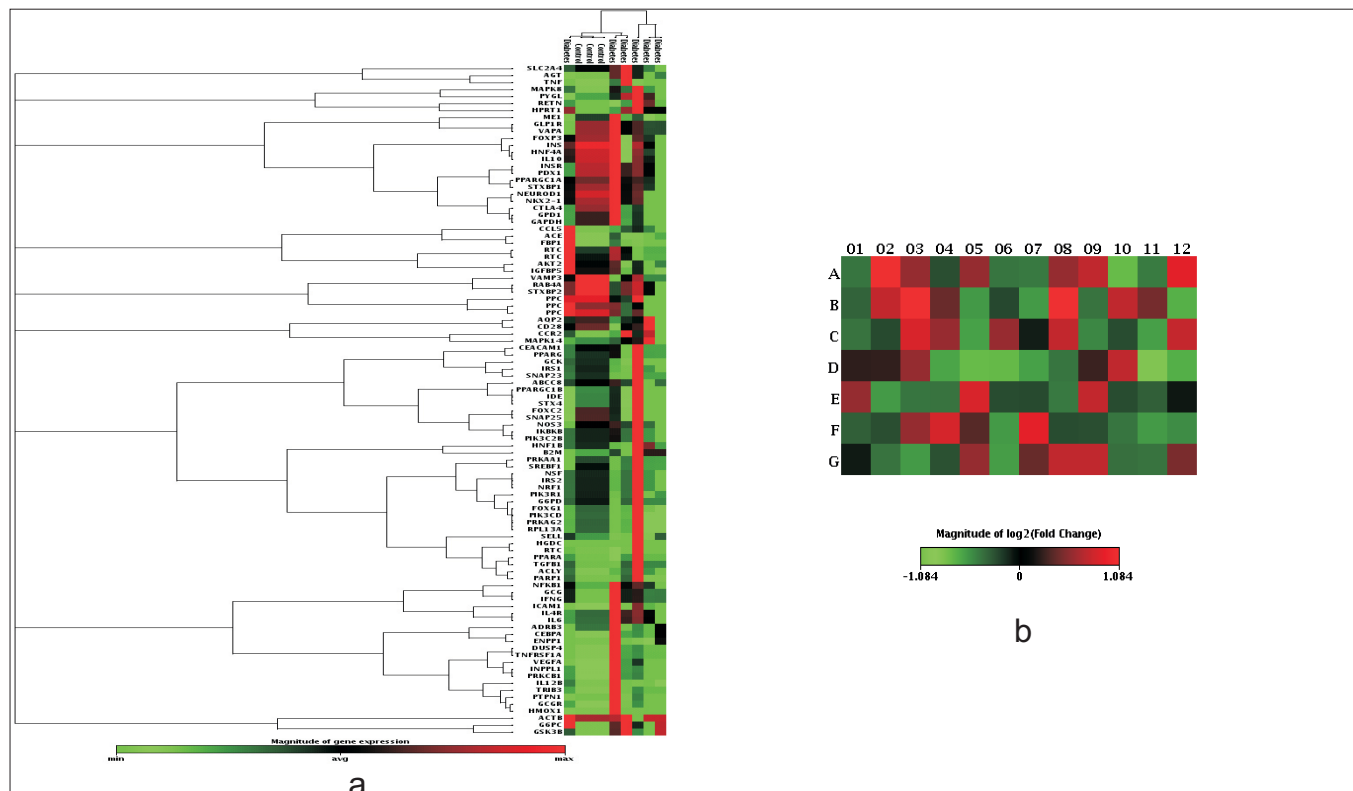 Diabetes
Control
Control
Control
Diabetes
Diabetes
Diabetes
Diabetes
Diabetes
SLC2A4
AGT
TNF
MAPK8
PYGL
RETN
HPRT1
ME1
GLP1R
VAPA
FOXP3
INS
HNF4A
IL10
INSR
PDX1
PPARGC1A
STXBP1
NEUROD1
NKX2-1
CTLA4
GPD1
GAPDH
CCL5
ACE
FBP1
RTC
RTC
AKT2
IGFBP5
VAMP3
RAB4A
STXBP2
PPC
PPC
PPC
AQP2
CD28
CCR2
MAPK14
CEACAM1
PPARG
GCK
IRS1
SNAP23
ABCC8
PPARGC1B
IDE
STX4
FOXC2
SNAP25
NOS3
IKBKB
PIK3C2B
HNF1B
B2M
PRKAA1
SREBF1
NSF
IRS2
NRF1
PIK3R1
G6PD
FOXG1
PIK3CD
PRKAG2
RPL13A
SELL
HGDC
RTC
PPARA
TGFB1
ACLY
PARP1
NFKB1
GCG
IFNG
ICAM1
IL4R
IL6
ADRB3
CEBPA
ENPP1
DUSP4
TNFRSF1A
VEGFA
INPPL1
PRKCB1
IL12B
TRIB3
PTPN1
GCGR
HMOX1
ACTB
G6PC
GSK3B
Magnitude of gene expression
min avg max
a
01 02 03 04 05 06 07 08 09 10 11 12
A
B
C
D
E
F
G
Magnitude of log2(Fold Change)
-1.084 0 1.084
b